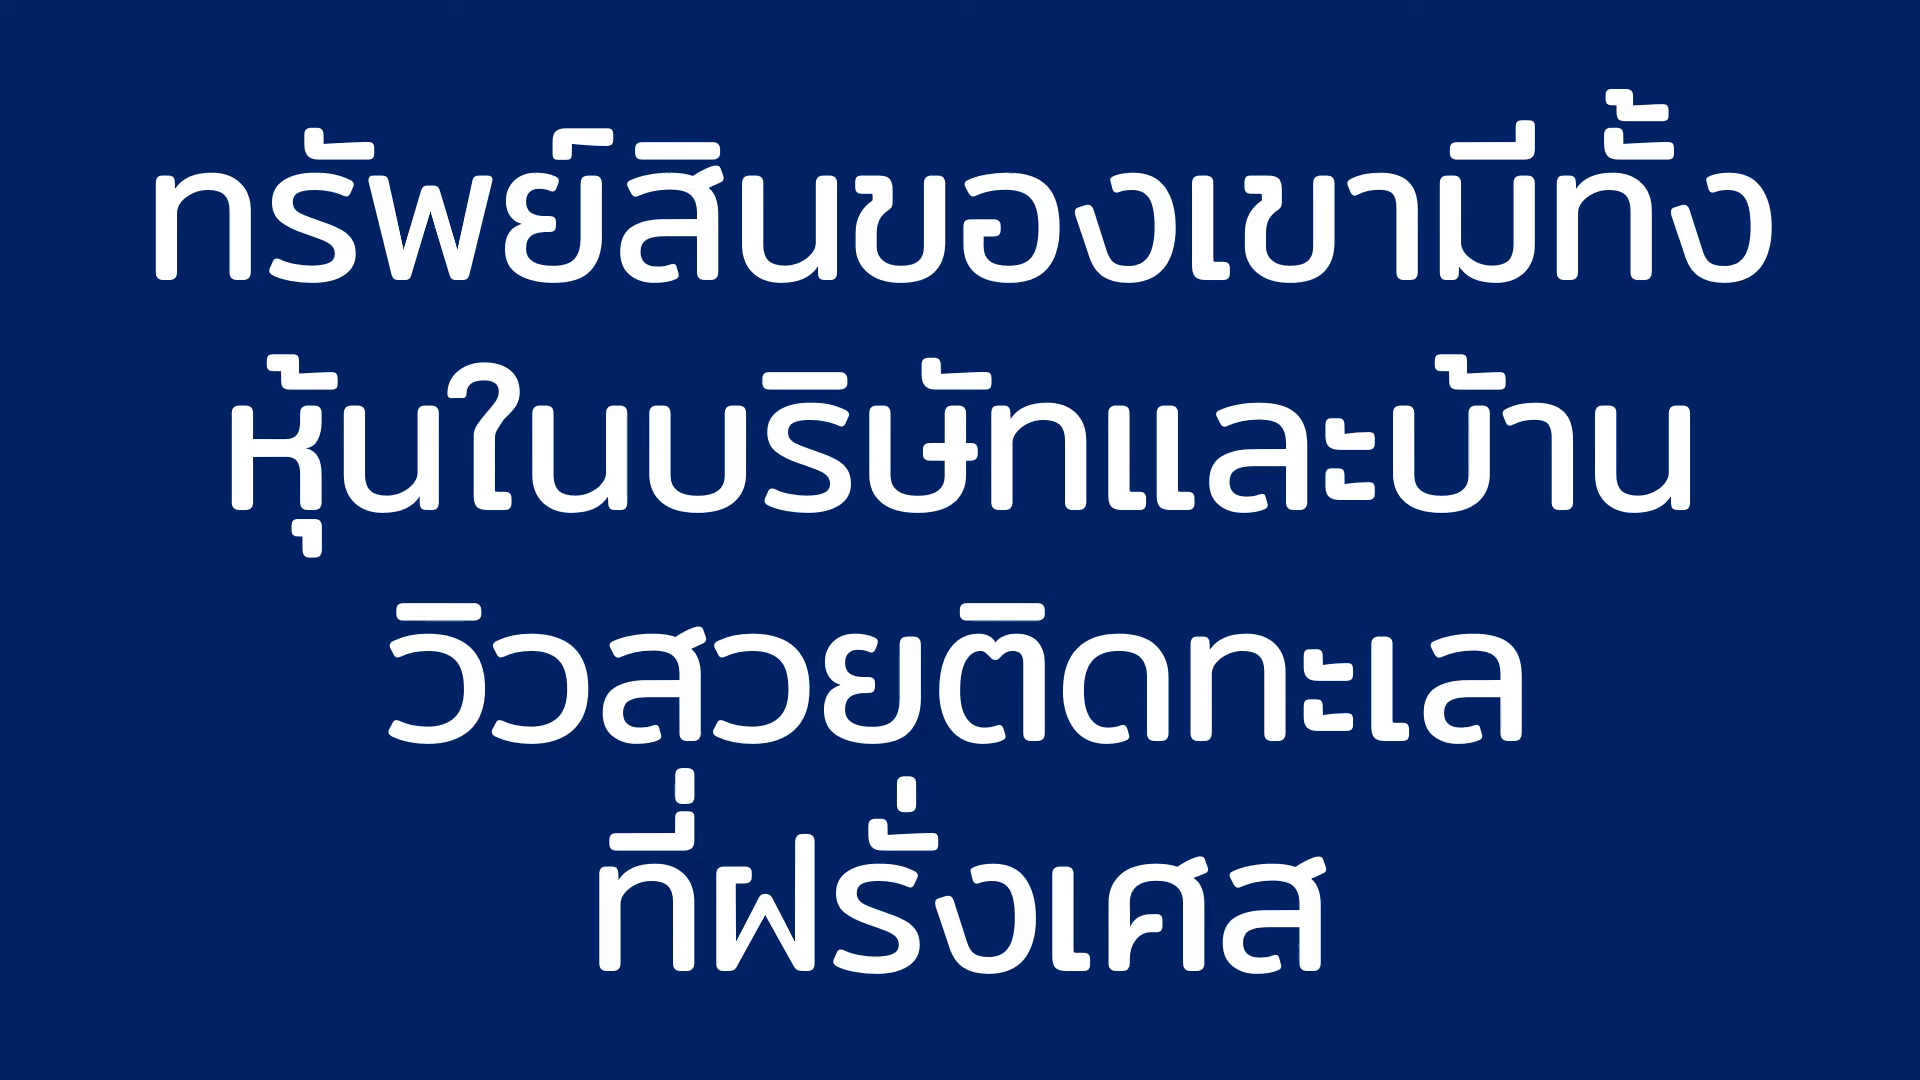 ทรัพย์สินของเขามีทั้ง
หุ้นในบริษัทและบ้าน
วิวสวยติดทะเล
ที่ฝรั่งเศส